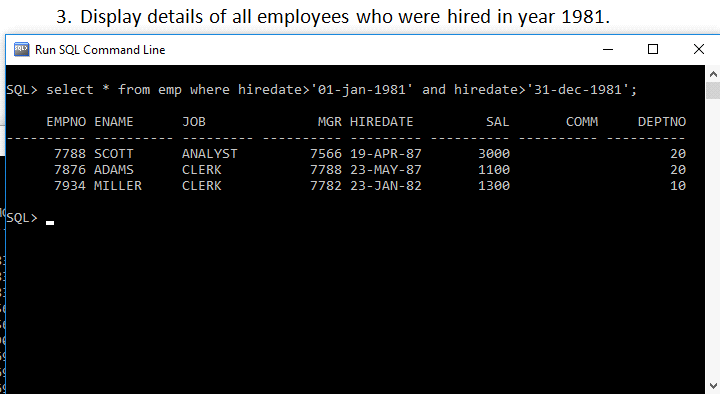 3. Display details of all employees who were hired in year 1981.
Run SQL Command Line
SQL> select * from emp where hiredate>'01-jan-1981' and hiredate>'31-dec-1981';
EMPNO ENAME JOB MGR HIREDATE SAL COMM DEPTNO
---------- ---------- --------- ---------- --------- ---------- ---------- ----------
7788 SCOTT ANALYST 7566 19-APR-87 3000 20
7876 ADAMS CLERK 7788 23-MAY-87 1100 20
7934 MILLER CLERK 7782 23-JAN-82 1300 10
SQL>